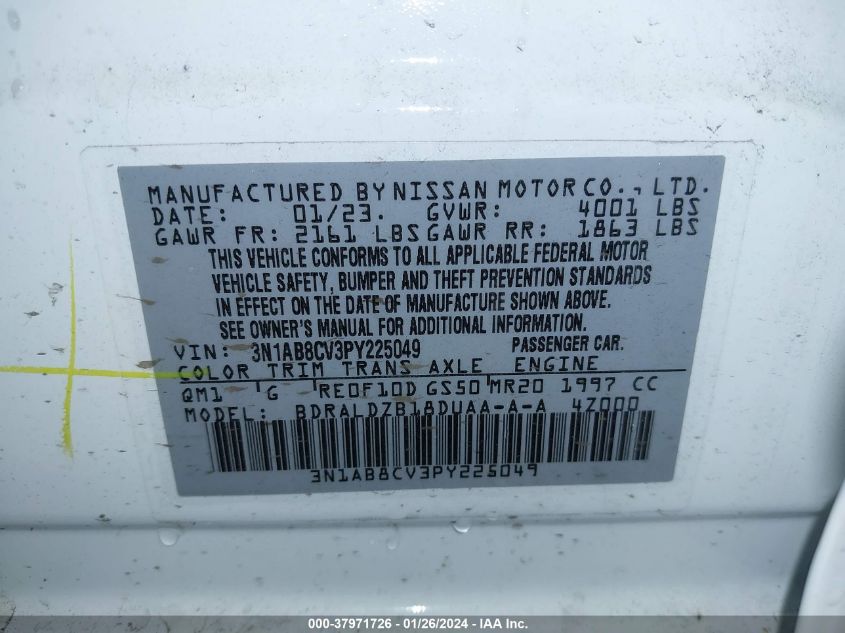 MANUFACTURED BY NISSAN MOTOR CO., LTD.
DATE: 01/23. GVWR: 4001 LBS
GAWR FR: 2161 LBS GAWR RR: 1863 LBS
THIS VEHICLE CONFORMS TO ALL APPLICABLE FEDERAL MOTOR
VEHICLE SAFETY, BUMPER AND THEFT PREVENTION STANDARDS
IN EFFECT ON THE DATE OF MANUFACTURE SHOWN ABOVE.
SEE OWNER'S MANUAL FOR ADDITIONAL INFORMATION.
VIN: 3N1AB8CV3PY225049 PASSENGER CAR.
COLOR TRIM TRANS AXLE ENGINE
QM1 G RE0F10D GS50 MR20 1997 CC
MODEL: BDRALDZB18DUAA-A-A 4Z000
3N1AB8CV3PY225049
000-37971726 - 01/26/2024 - IAA Inc.